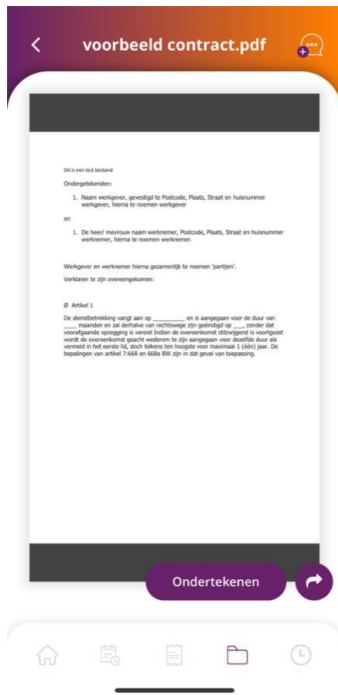 voorbeeld contract.pdf
Dit is een test bestand
Ondergetekenden:
1. Naam werkgever, gevestigd te Postcode, Plaats, Straat en huisnummer
werkgever, hierna te noemen werkgever
en
1. De heer/ mevrouw naam werknemer, Postcode, Plaats, Straat en huisnummer
werknemer, hierna te noemen werknemer.
Werkgever en werknemer hierna gezamenlijk te noemen 'partijen'.
Verklaren te zijn overeengekomen:
Ø Artikel 1
De dienstbetrekking vangt aan op __________ en is aangegaan voor de duur van
____ maanden en zal derhalve van rechtswege zijn geëindigd op ___, zonder dat
voorafgaande opzegging is vereist Indien de overeenkomst stilzwijgend is voortgezet
wordt de overeenkomst geacht wederom te zijn aangegaan voor dezelfde duur als
vermeld in het eerste lid, doch telkens ten hoogste voor maximaal 1 (één) jaar. De
bepalingen van artikel 7:668 en 668a BW zijn in dat geval van toepassing.
Ondertekenen